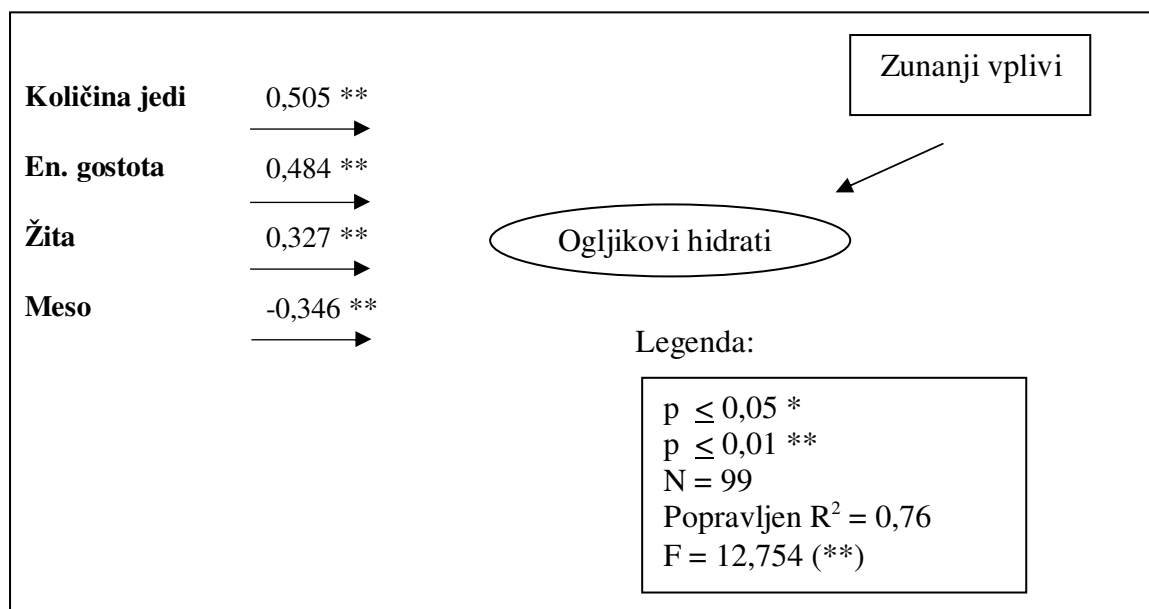 Zunanji vplivi
Količina jedi 0,505 **
En. gostota 0,484 **
Žita 0,327 **
Ogljikovi hidrati
Meso -0,346 **
Legenda:
p ≤ 0,05 *
p ≤ 0,01 **
N = 99
Popravljen R² = 0,76
F = 12,754 (**)